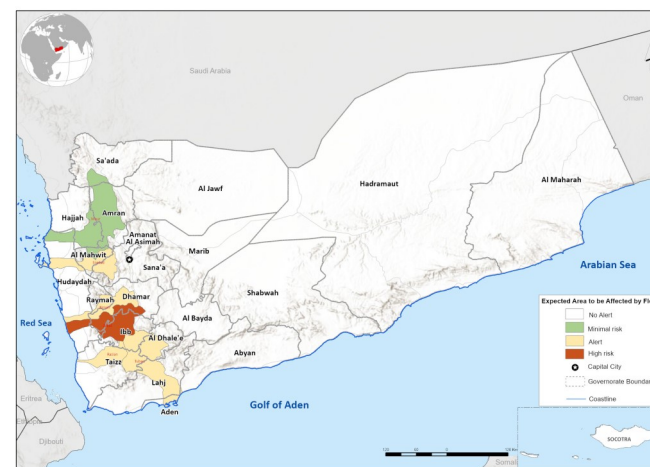 Saudi Arabia
Oman
Sa'ada
Al Jawf
Hadramaut
Al Maharah
Hajjah
Amran
Amanat
Al Asimah
Al Mahwit
Marib
Sana'a
Hudaydah
Shabwah
Raymah
Dhamar
Al Bayda
Ibb
Al Dhale'e
Abyan
Taizz
Lahj
Aden
Red Sea
Arabian Sea
Golf of Aden
Eritrea
Ethiopia
Djibouti
Somali
SOCOTRA
Expected Area to be Affected by Flo
No Alert
Minimal risk
Alert
High risk
Capital City
Governorate Boundar
Coastline